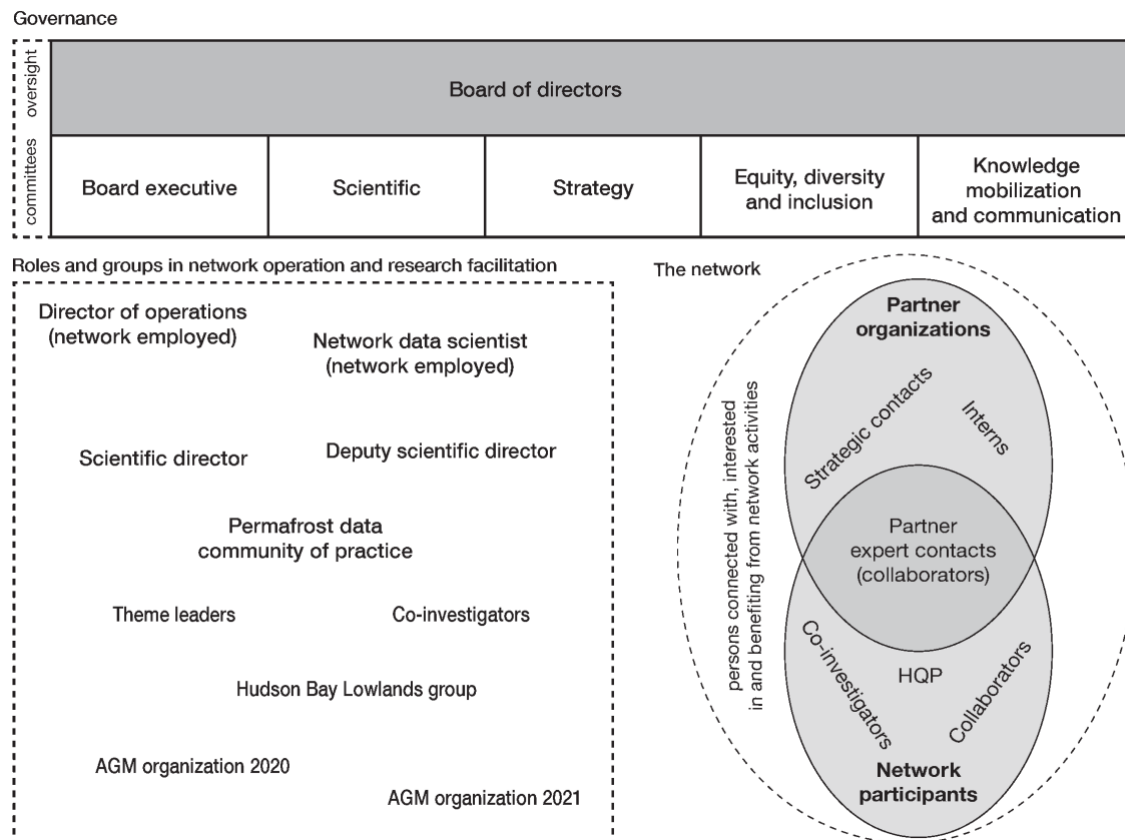 Governance
oversight
Board of directors
committees
Board executive
Scientific
Strategy
Equity, diversity
and inclusion
Knowledge
mobilization
and communication
Roles and groups in network operation and research facilitation
Director of operations
(network employed)
Network data scientist
(network employed)
Scientific director
Deputy scientific director
Permafrost data
community of practice
Theme leaders
Co-investigators
Hudson Bay Lowlands group
AGM organization 2020
AGM organization 2021
The network
persons connected with, interested
in and benefiting from network activities
Partner
organizations
Strategic contacts
Interns
Partner
expert contacts
(collaborators)
Co-investigators
HQP
Collaborators
Network
participants